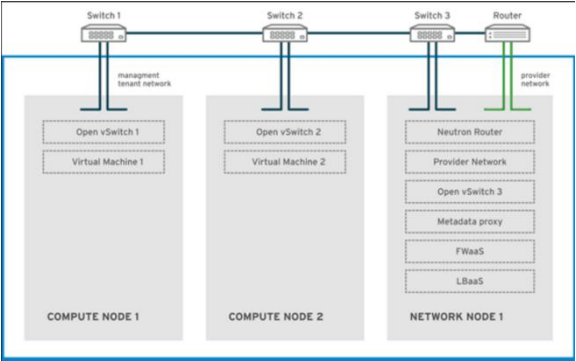 Switch 1
Switch 2
Switch 3
Router
managment
tenant network
provider
network
Open vSwitch 1
Virtual Machine 1
COMPUTE NODE 1
Open vSwitch 2
Virtual Machine 2
COMPUTE NODE 2
Neutron Router
Provider Network
Open vSwitch 3
Metadata proxy
FWaaS
LBaaS
NETWORK NODE 1